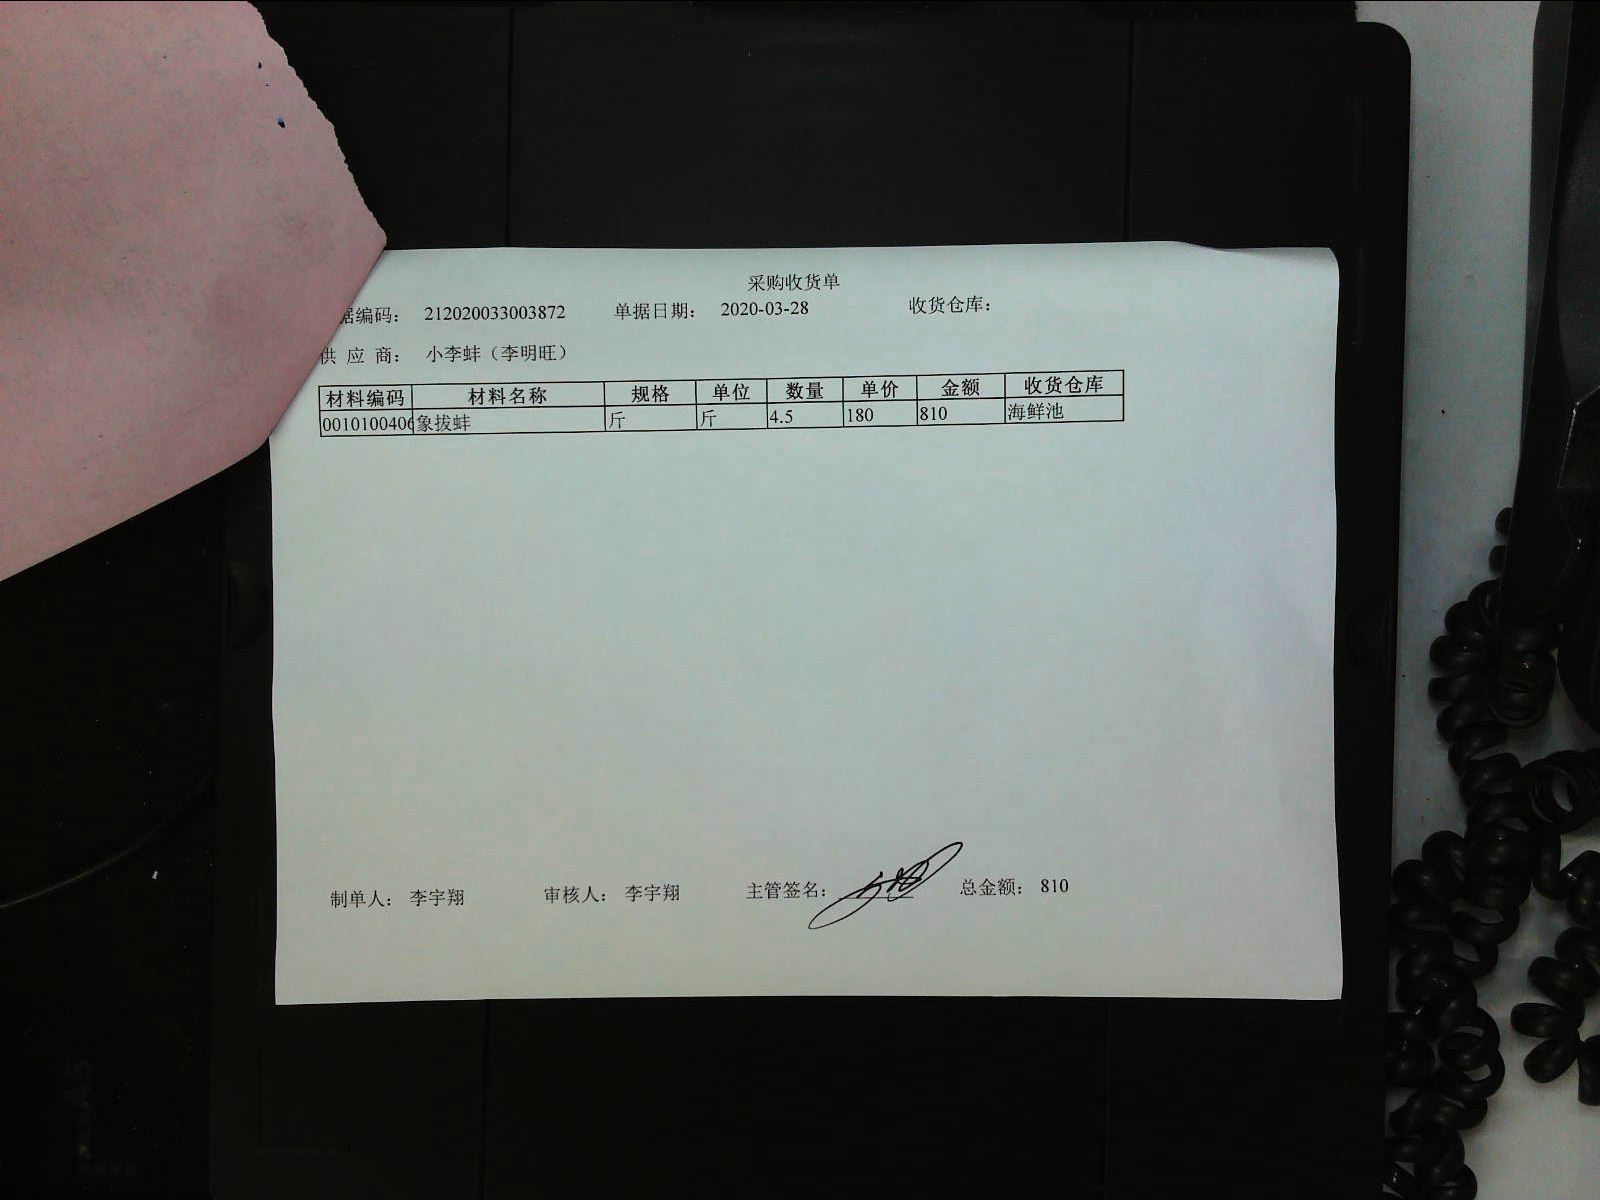 采购收货单
据编码： 212020033003872 单据日期： 2020-03-28 收货仓库：
供 应 商： 小李蚌（李明旺）
材料编码 材料名称 规格 单位 数量 单价 金额 收货仓库
0010100406 象拔蚌 斤 斤 4.5 180 810 海鲜池
制单人： 李宇翔 审核人： 李宇翔 主管签名： 总金额： 810